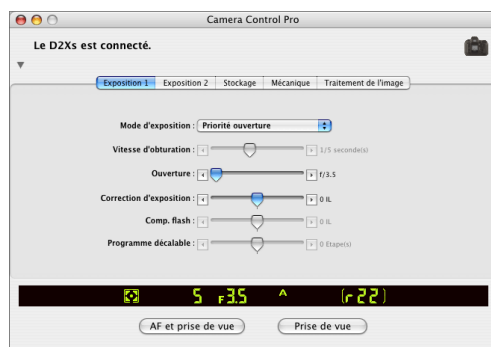 Camera Control Pro
Le D2Xs est connecté.
Exposition 1 Exposition 2 Stockage Mécanique Traitement de l'image
Mode d'exposition : Priorité ouverture
Vitesse d'obturation : 1/5 seconde(s)
Ouverture : f/3.5
Correction d'exposition : 0 IL
Comp. flash : 0 IL
Programme décalable : 0 Etape(s)
5 F3.5 A (r22)
AF et prise de vue Prise de vue